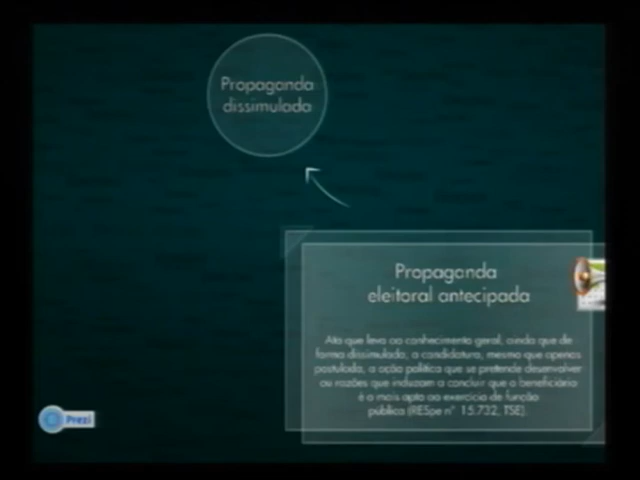 Propaganda
dissimulada
Propaganda
eleitoral antecipada
Ato que leva ao conhecimento geral, ainda que de
forma dissimulada, a candidatura, mesmo que apenas
postulada, a ação política que se pretende desenvolver
ou razões que induzam a concluir que o beneficiário
é o mais apto ao exercício de função
pública (RESpe nº 15.732, TSE).
Prezi